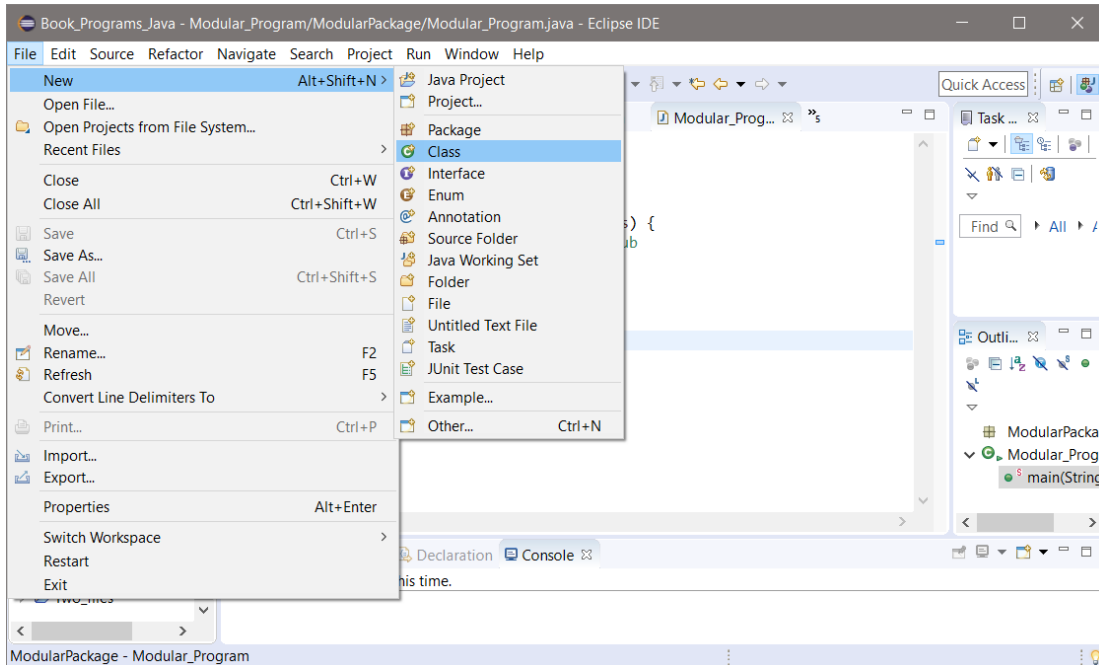 Book_Programs_Java - Modular_Program/ModularPackage/Modular_Program.java - Eclipse IDE
File Edit Source Refactor Navigate Search Project Run Window Help
New Alt+Shift+N >
Open File...
Open Projects from File System...
Recent Files >
Close Ctrl+W
Close All Ctrl+Shift+W
Save Ctrl+S
Save As...
Save All Ctrl+Shift+S
Revert
Move...
Rename... F2
Refresh F5
Convert Line Delimiters To >
Print... Ctrl+P
Import...
Export...
Properties Alt+Enter
Switch Workspace >
Restart
Exit
Java Project
Project...
Package
Class
Interface
Enum
Annotation
Source Folder
Java Working Set
Folder
File
Untitled Text File
Task
JUnit Test Case
Example...
Other... Ctrl+N
Quick Access
Modular_Prog... »5
) {
Task ...
Find All
Outli...
ModularPacka
Modular_Prog
main(String
Declaration Console
his time.
ModularPackage - Modular_Program